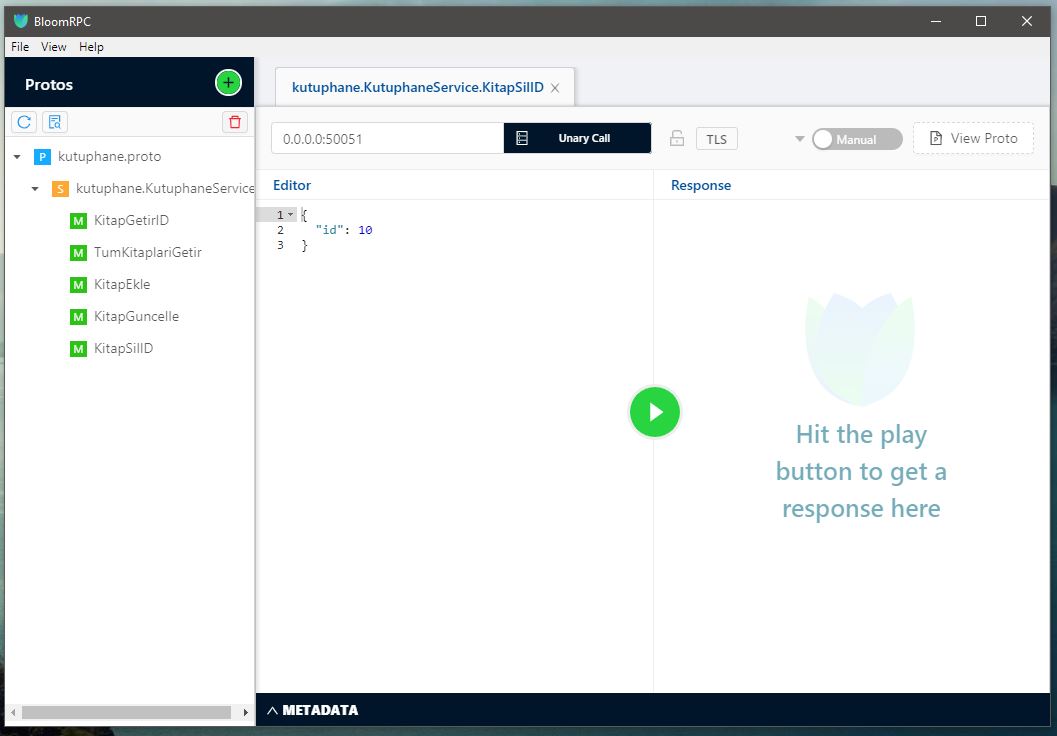 BloomRPC
File View Help
Protos
kutuphane.KutuphaneService.KitapSilID
0.0.0.0:50051
Unary Call
TLS
Manual
View Proto
P kutuphane.proto
S kutuphane.KutuphaneService
M KitapGetirID
M TumKitaplariGetir
M KitapEkle
M KitapGuncelle
M KitapSilID
Editor
1 {
2 "id": 10
3 }
Response
Hit the play
button to get a
response here
METADATA